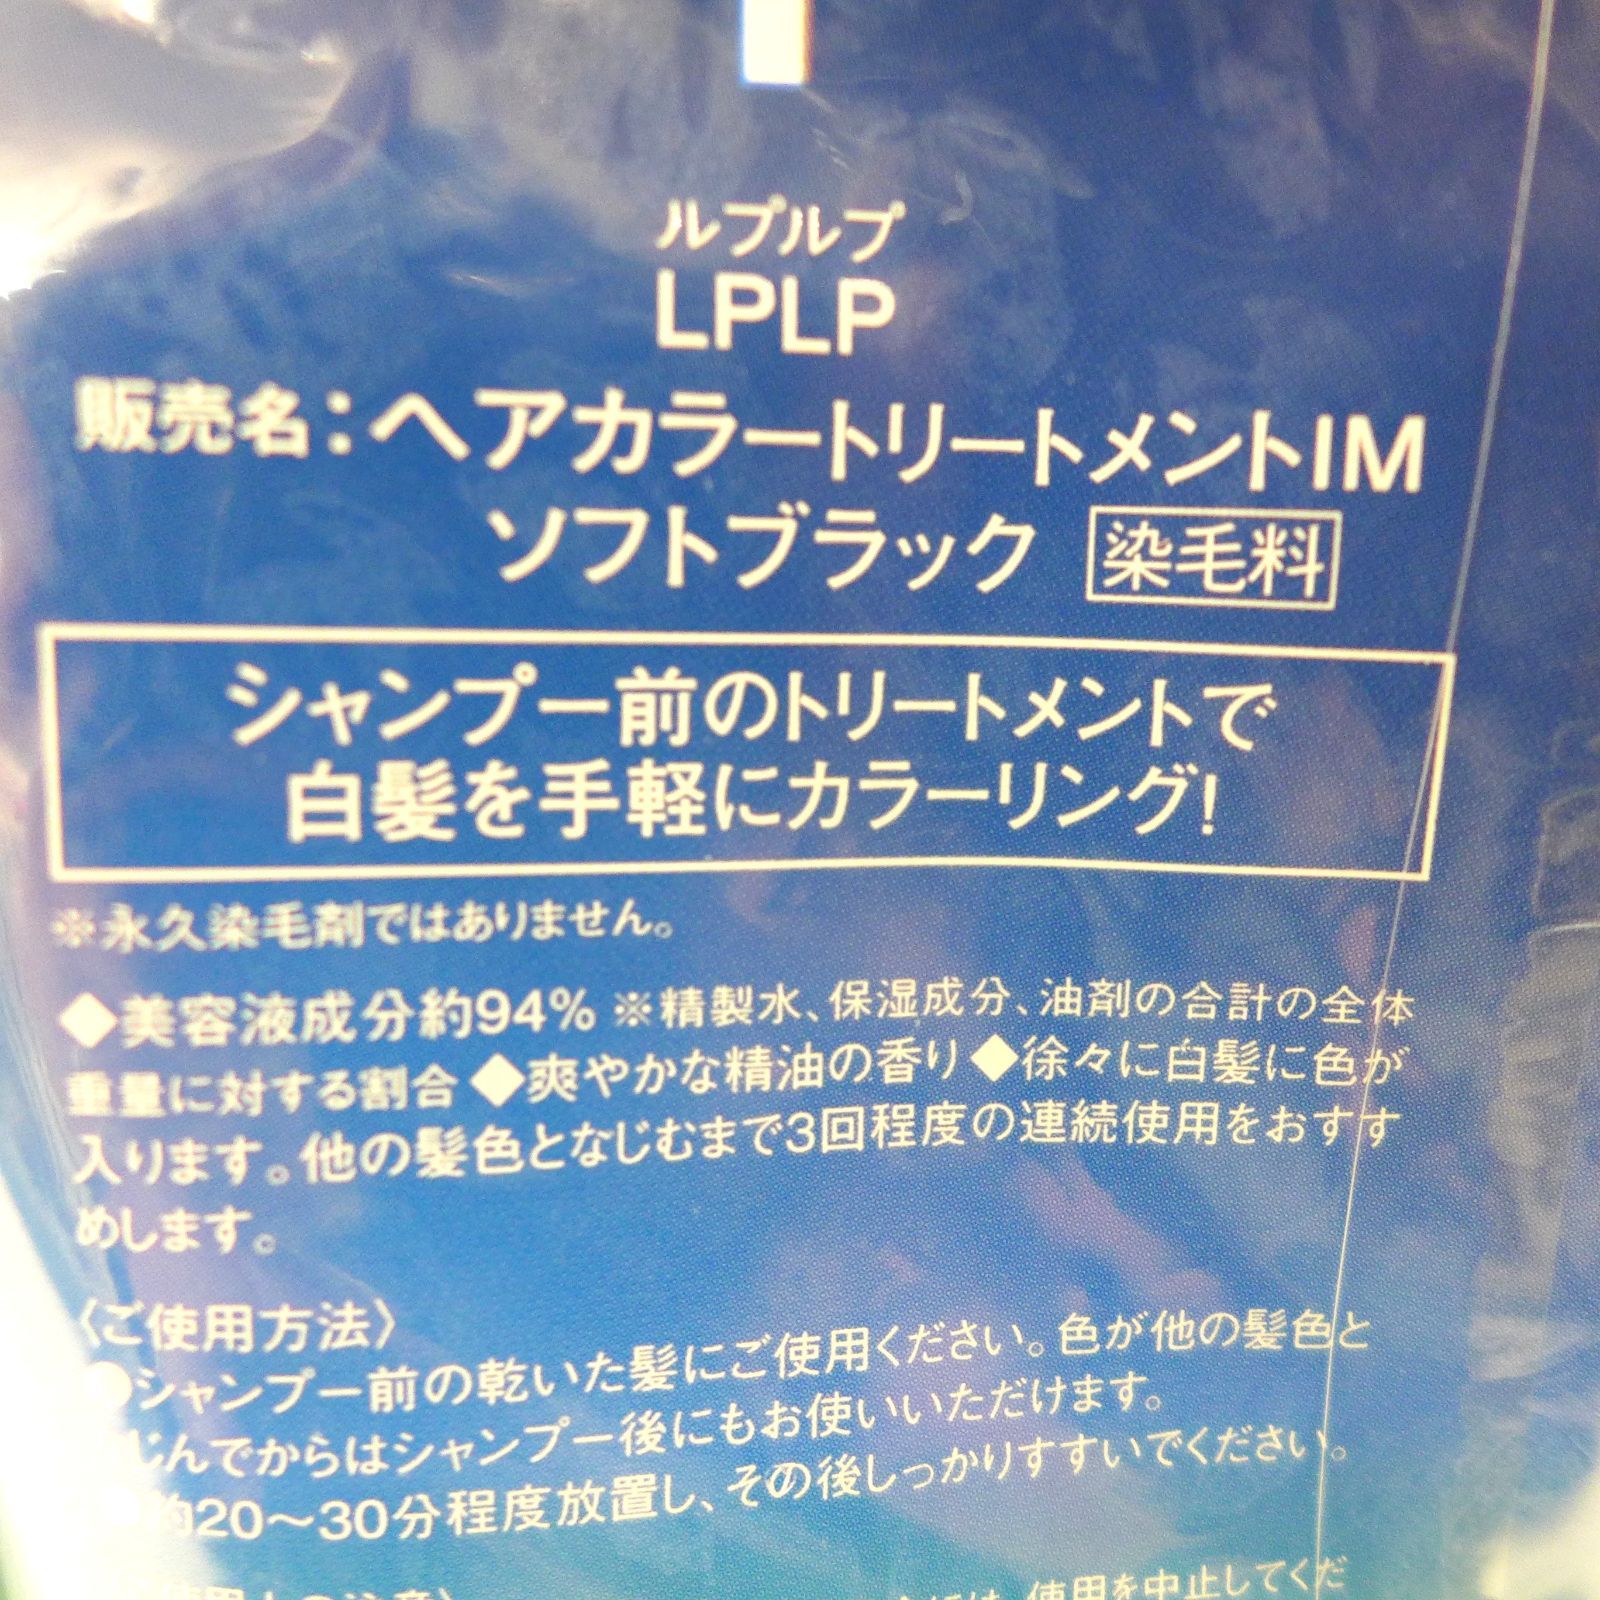 ルプルプ
LPLP
販売名:ヘアカラートリートメントIM
ソフトブラック 染毛料
シャンプー前のトリートメントで
白髪を手軽にカラーリング!
※永久染毛剤ではありません。
◆美容液成分約94% ※精製水、保湿成分、油剤の合計の全体
重量に対する割合 ◆爽やかな精油の香り ◆徐々に白髪に色が
入ります。他の髪色となじむまで3回程度の連続使用をおすす
めします。
〈ご使用方法〉
●シャンプー前の乾いた髪にご使用ください。色が他の髪色と
じんでからはシャンプー後にもお使いいただけます。
●約20〜30分程度放置し、その後しっかりすすいでください。
使用上の注意〉
は、使用を中止してくだ